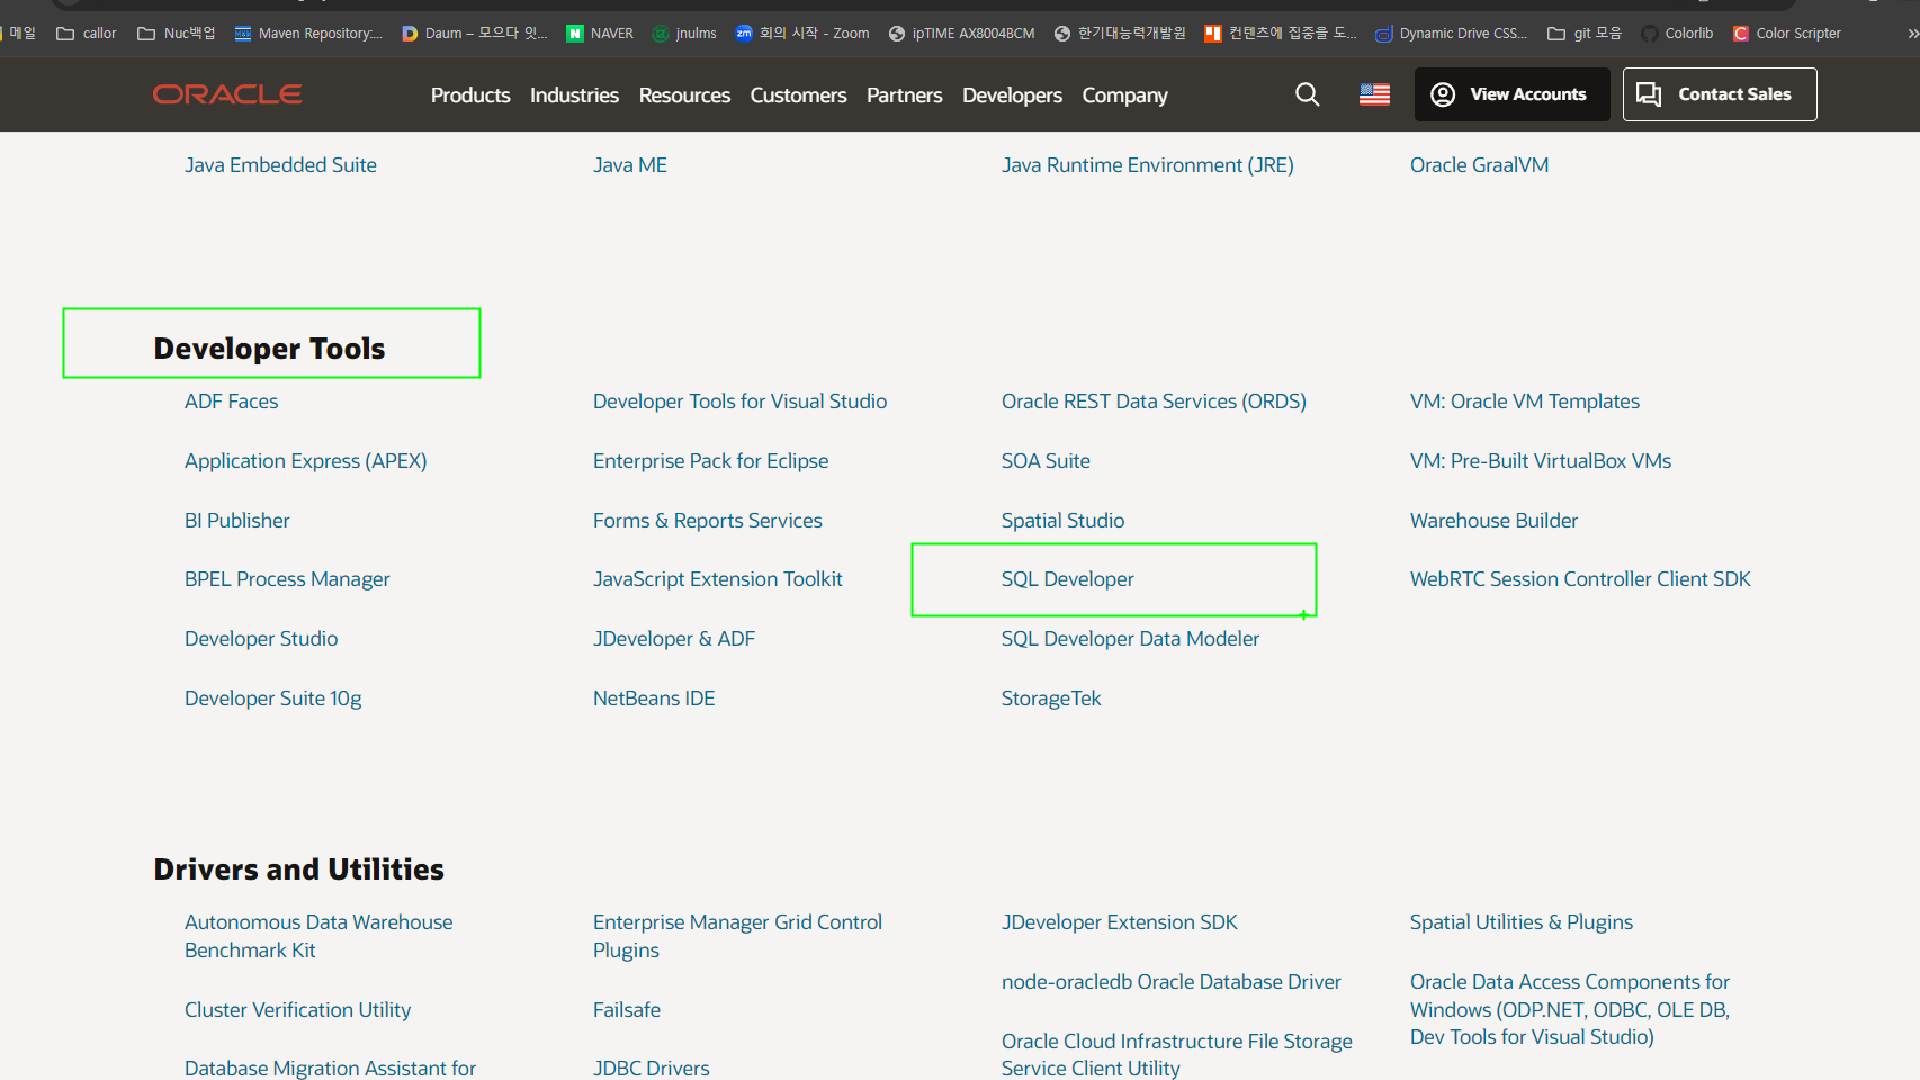 메일 callor Nuc백업 Maven Repository:... Daum – 모으다 잇... NAVER jnulms 회의 시작 - Zoom ipTIME AX8004BCM 한기대능력개발원 컨텐츠에 집중을 도... Dynamic Drive CSS... git 모음 Colorlib Color Scripter »
ORACLE Products Industries Resources Customers Partners Developers Company View Accounts Contact Sales
Java Embedded Suite Java ME Java Runtime Environment (JRE) Oracle GraalVM
Developer Tools
ADF Faces Developer Tools for Visual Studio Oracle REST Data Services (ORDS) VM: Oracle VM Templates
Application Express (APEX) Enterprise Pack for Eclipse SOA Suite VM: Pre-Built VirtualBox VMs
BI Publisher Forms & Reports Services Spatial Studio Warehouse Builder
BPEL Process Manager JavaScript Extension Toolkit SQL Developer WebRTC Session Controller Client SDK
Developer Studio JDeveloper & ADF SQL Developer Data Modeler
Developer Suite 10g NetBeans IDE StorageTek
Drivers and Utilities
Autonomous Data Warehouse
Benchmark Kit
Cluster Verification Utility
Database Migration Assistant for
Enterprise Manager Grid Control
Plugins
Failsafe
JDBC Drivers
JDeveloper Extension SDK
node-oracledb Oracle Database Driver
Oracle Cloud Infrastructure File Storage
Service Client Utility
Spatial Utilities & Plugins
Oracle Data Access Components for
Windows (ODP.NET, ODBC, OLE DB,
Dev Tools for Visual Studio)